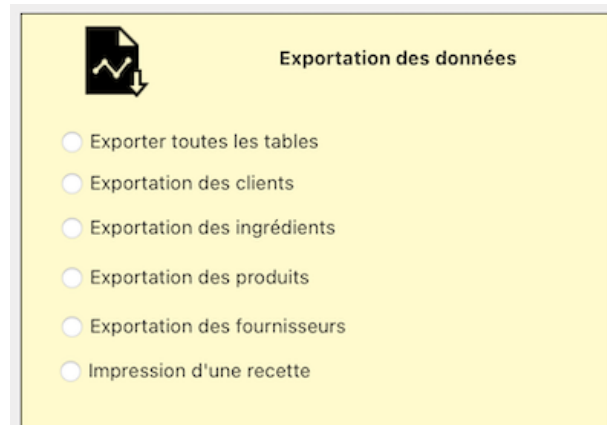 Exportation des données
Exporter toutes les tables
Exportation des clients
Exportation des ingrédients
Exportation des produits
Exportation des fournisseurs
Impression d'une recette